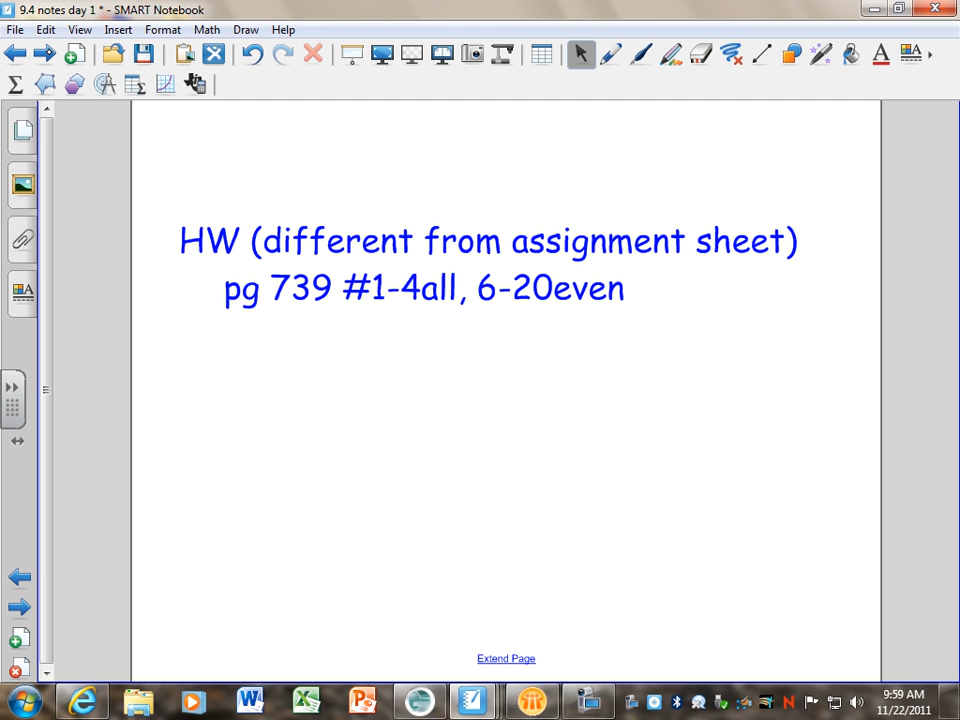 9.4 notes day 1 * - SMART Notebook
File Edit View Insert Format Math Draw Help
HW (different from assignment sheet)
pg 739 #1-4all, 6-20even
Extend Page
9:59 AM
11/22/2011